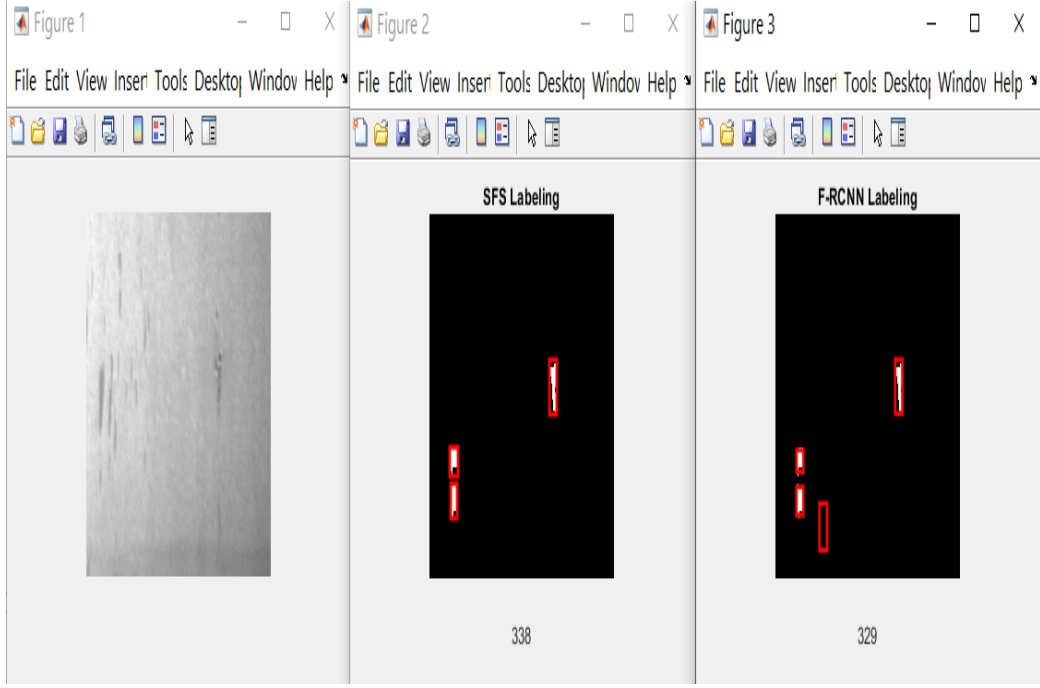 Figure 1
File Edit View Insert Tools Desktop Window Help
Figure 2
File Edit View Insert Tools Desktop Window Help
SFS Labeling
338
Figure 3
File Edit View Insert Tools Desktop Window Help
F-RCNN Labeling
329